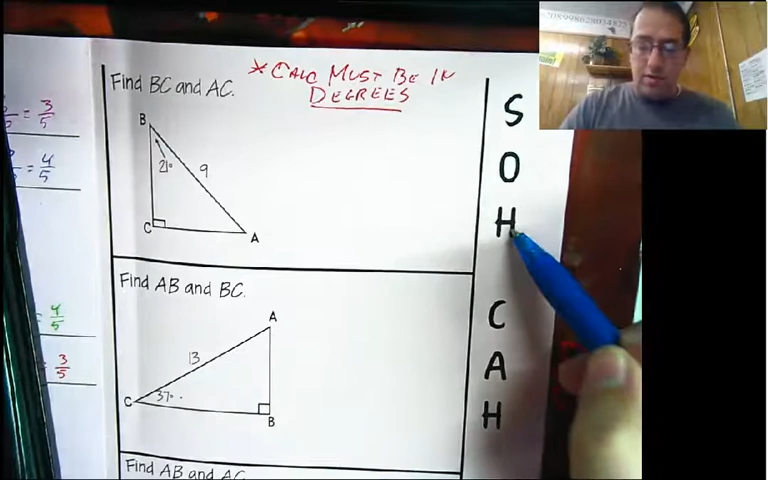 Find BC and AC.
* CALC MUST BE IN
DEGREES
B
21°
9
C
A
Find AB and BC.
A
13
37°
C
B
Find AB and AC.
S
O
H
C
A
H
= 3/5
4/5
4/5
= 3/5